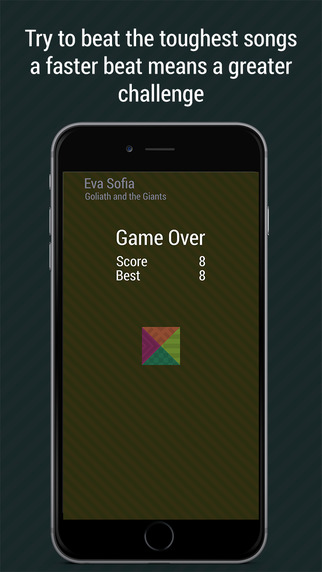 Try to beat the toughest songs
a faster beat means a greater
challenge
Eva Sofia
Goliath and the Giants
Game Over
Score 8
Best 8